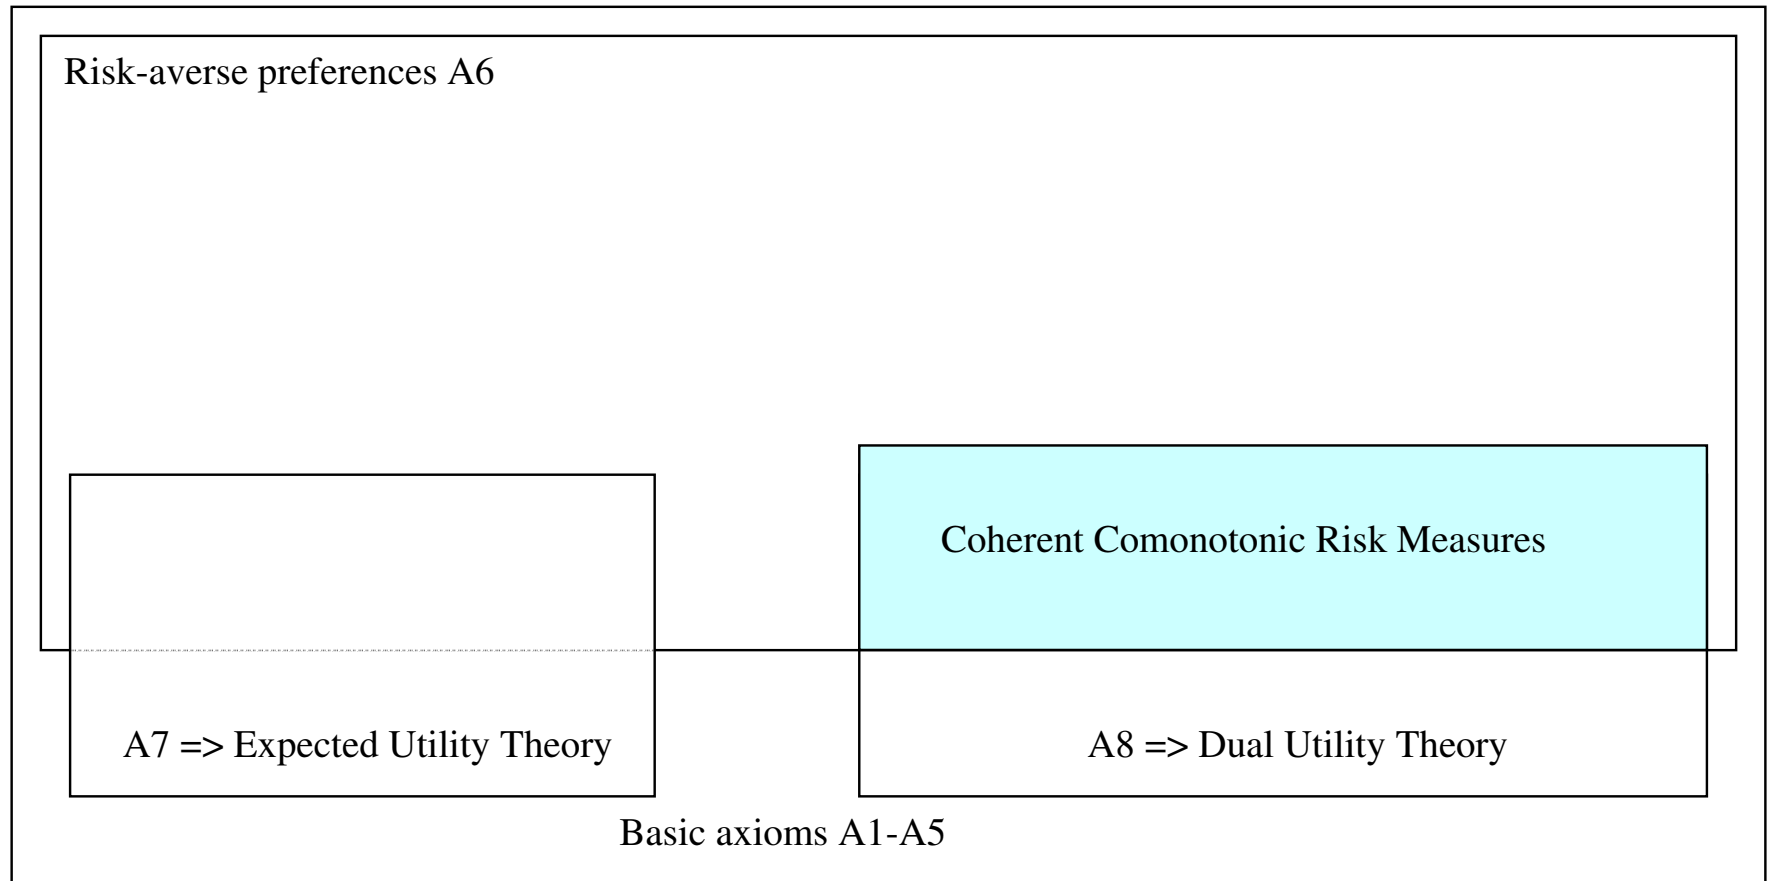 Risk-averse preferences A6
Coherent Comonotonic Risk Measures
A7 => Expected Utility Theory
A8 => Dual Utility Theory
Basic axioms A1-A5